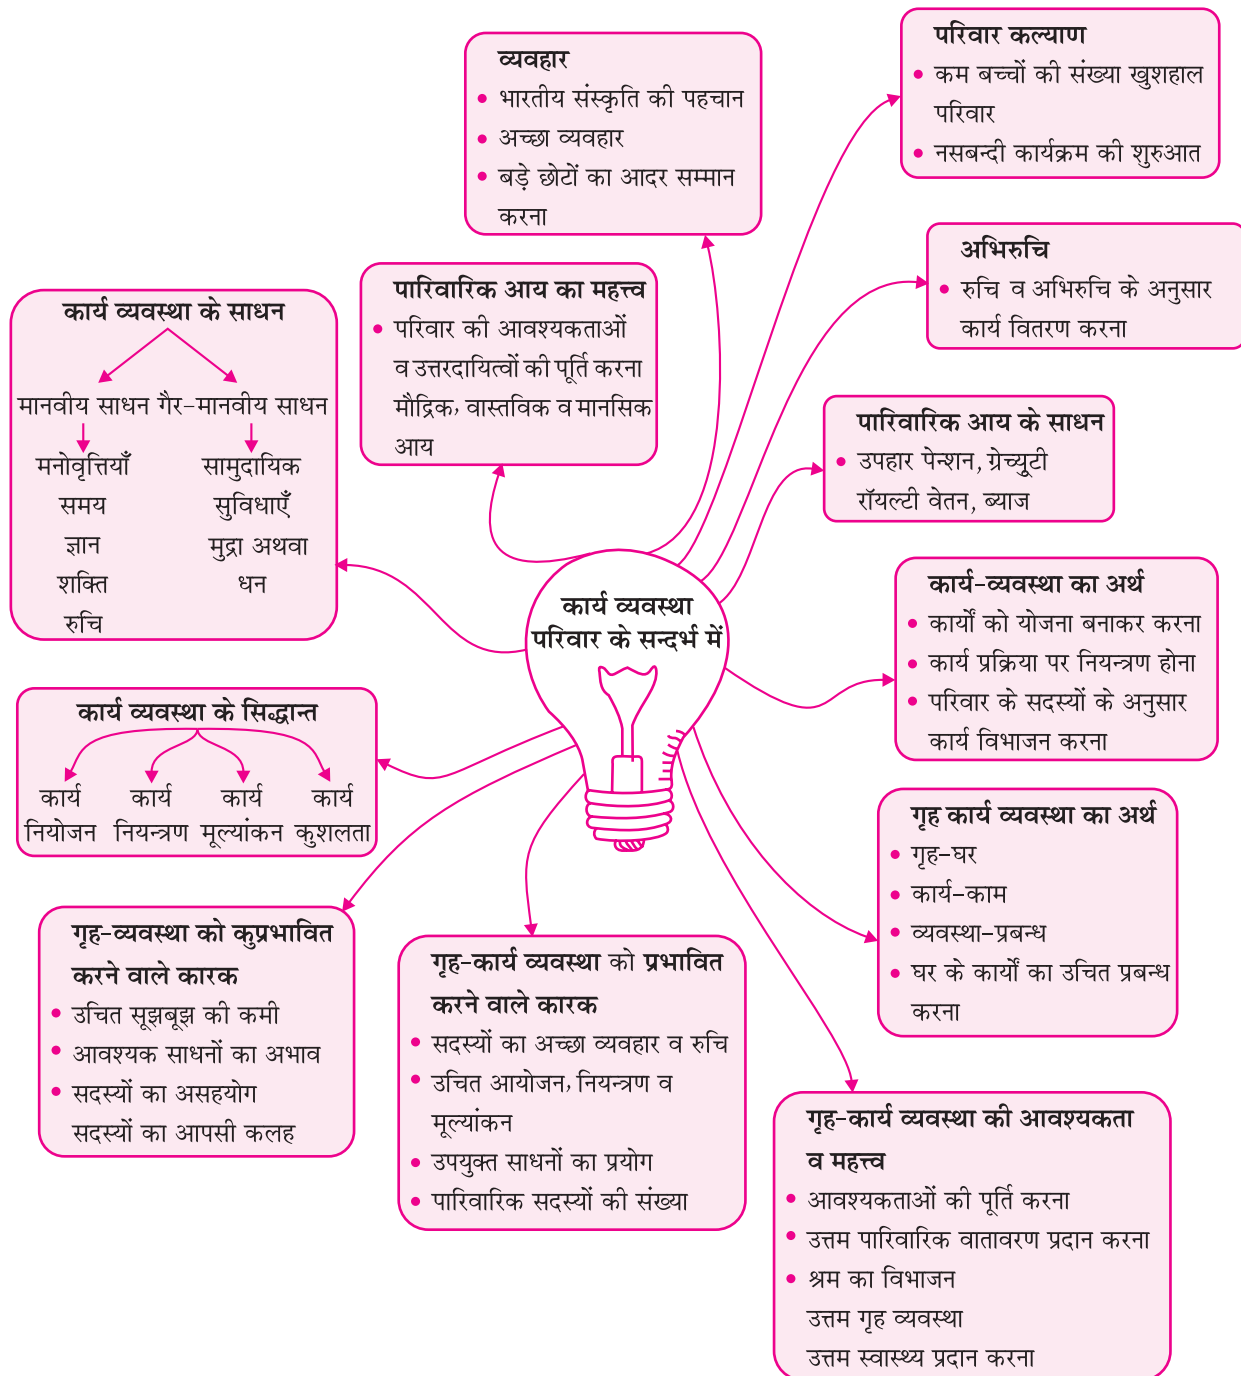 व्यवहार
भारतीय संस्कृति की पहचान
अच्छा व्यवहार
बड़े छोटों का आदर सम्मान
करना
परिवार कल्याण
कम बच्चों की संख्या खुशहाल
परिवार
नसबन्दी कार्यक्रम की शुरुआत
अभिरुचि
रुचि व अभिरुचि के अनुसार
कार्य वितरण करना
पारिवारिक आय का महत्त्व
परिवार की आवश्यकताओं
व उत्तरदायित्वों की पूर्ति करना
मौद्रिक, वास्तविक व मानसिक
आय
कार्य व्यवस्था के साधन
मानवीय साधन गैर-मानवीय साधन
मनोवृत्तियाँ
समय
ज्ञान
शक्ति
रुचि
सामुदायिक
सुविधाएँ
मुद्रा अथवा
धन
पारिवारिक आय के साधन
उपहार पेन्शन, ग्रेच्युटी
रॉयल्टी वेतन, ब्याज
कार्य व्यवस्था
परिवार के सन्दर्भ में
कार्य-व्यवस्था का अर्थ
कार्यों को योजना बनाकर करना
कार्य प्रक्रिया पर नियन्त्रण होना
परिवार के सदस्यों के अनुसार
कार्य विभाजन करना
कार्य व्यवस्था के सिद्धान्त
कार्य कार्य कार्य कार्य
नियोजन नियन्त्रण मूल्यांकन कुशलता
गृह कार्य व्यवस्था का अर्थ
गृह-घर
कार्य-काम
व्यवस्था-प्रबन्ध
घर के कार्यों का उचित प्रबन्ध
करना
गृह-व्यवस्था को कुप्रभावित
करने वाले कारक
उचित सूझबूझ की कमी
आवश्यक साधनों का अभाव
सदस्यों का असहयोग
सदस्यों का आपसी कलह
गृह-कार्य व्यवस्था को प्रभावित
करने वाले कारक
सदस्यों का अच्छा व्यवहार व रुचि
उचित आयोजन, नियन्त्रण व
मूल्यांकन
उपयुक्त साधनों का प्रयोग
पारिवारिक सदस्यों की संख्या
गृह-कार्य व्यवस्था की आवश्यकता
व महत्त्व
आवश्यकताओं की पूर्ति करना
उत्तम पारिवारिक वातावरण प्रदान करना
श्रम का विभाजन
उत्तम गृह व्यवस्था
उत्तम स्वास्थ्य प्रदान करना